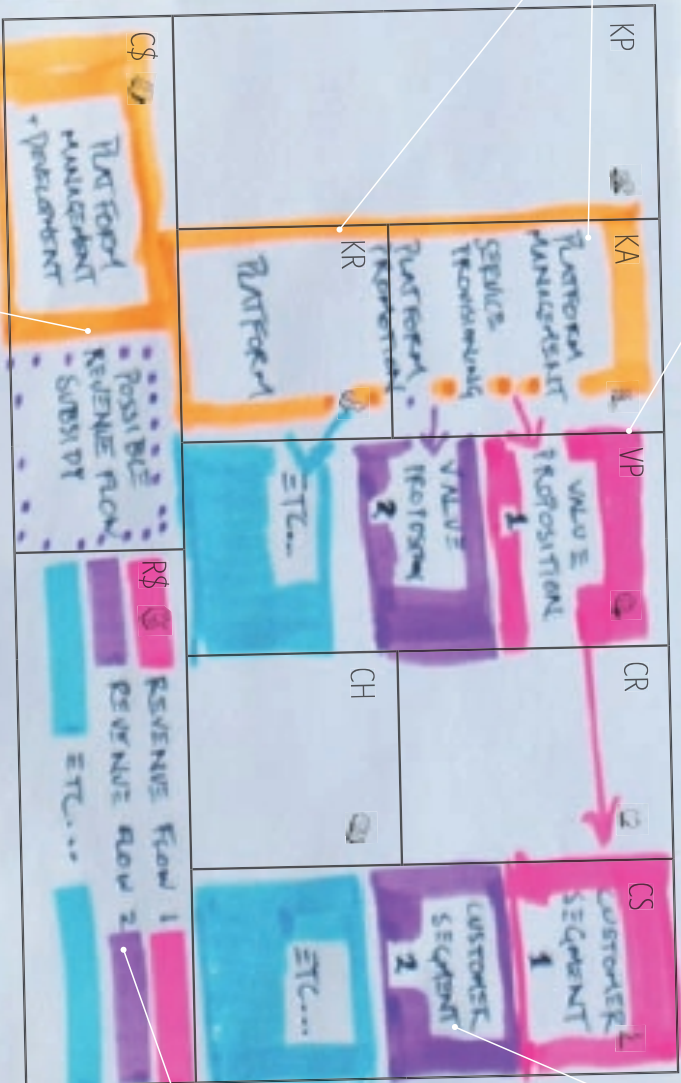 KP
KA
PLATFORM
MANAGEMENT
SERVICE
PROVISIONING
PLATFORM
KR
PLATFORM
VP
VALUE
PROPOSITION
1
VALUE
PROPOSITION
2
ETC...
CR
CH
CS
CUSTOMER
SEGMENT
1
CUSTOMER
SEGMENT
2
ETC...
C$
PLATFORM
MANAGEMENT
+ DEVELOPMENT
POSSIBLE
REVENUE FLOW
SUBSIDY
R$
REVENUE FLOW 1
REVENUE FLOW 2
ETC...